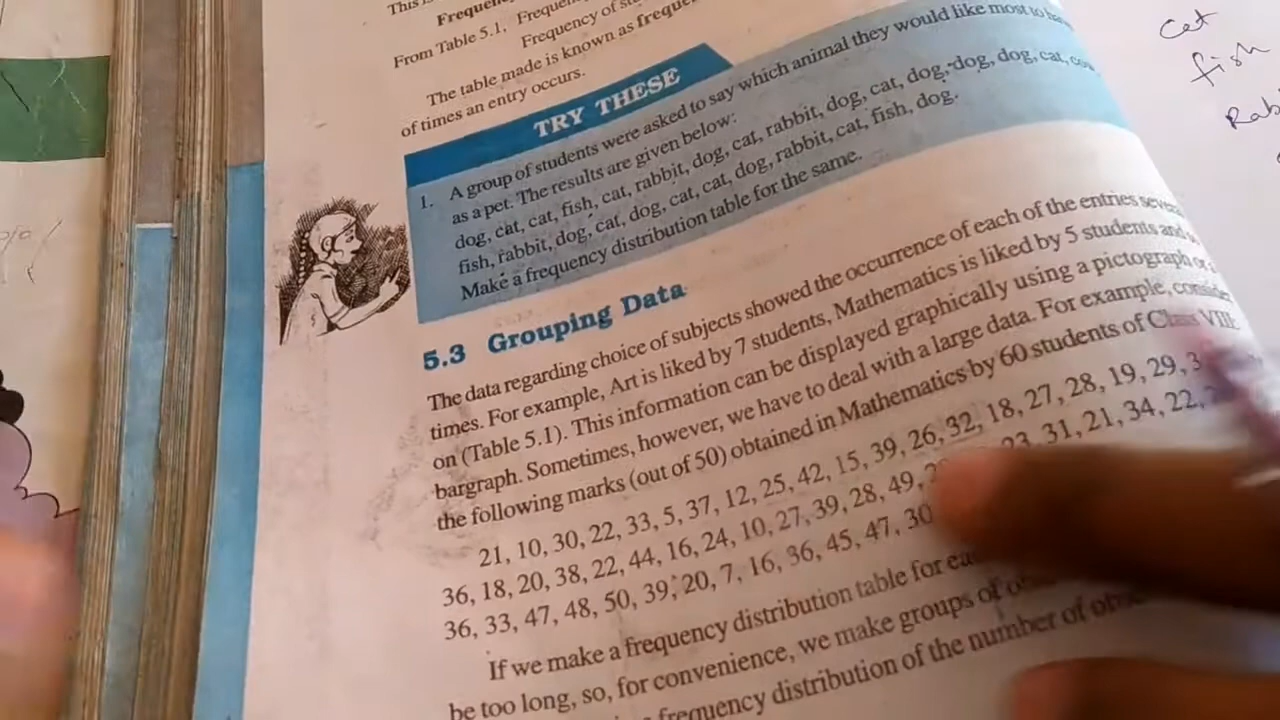 This
From Table 5.1, Frequen
Frequency of
The table made is known as
of times an entry occurs.
TRY THESE
1. A group of students were asked to say which animal they would like most to
as a pet. The results are given below:
dog, cat, cat, fish, cat, rabbit, dog, cat, rabbit, dog, cat, dog, dog, dog, cat,
fish, rabbit, dog, cat, dog, cat, cat, dog, rabbit, cat, fish, dog.
Make a frequency distribution table for the same.
5.3 Grouping Data
The data regarding choice of subjects showed the occurrence of each of the entries
times. For example, Art is liked by 7 students, Mathematics is liked by 5 students
on (Table 5.1). This information can be displayed graphically using a pictograph
bargraph. Sometimes, however, we have to deal with a large data. For example,
the following marks (out of 50) obtained in Mathematics by 60 students of Class VIII
21, 10, 30, 22, 33, 5, 37, 12, 25, 42, 15, 39, 26, 32, 18, 27, 28, 19, 29,
36, 18, 20, 38, 22, 44, 16, 24, 10, 27, 39, 28, 49, 23, 31, 21, 34, 22,
36, 33, 47, 48, 50, 39, 20, 7, 16, 36, 45, 47, 30
If we make a frequency distribution table for
be too long, so, for convenience, we make groups of
frequency distribution of the number of
cat
fish